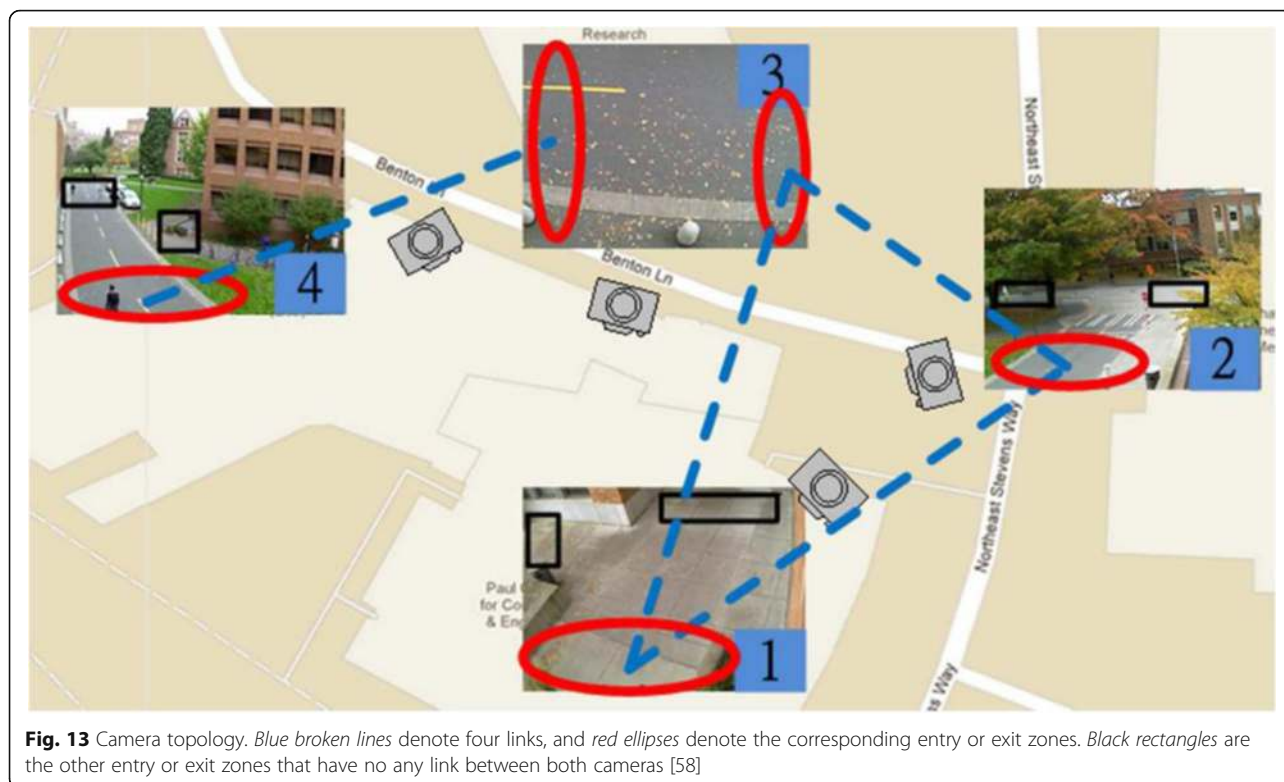 Research
3
Northeast St
Benton
4
Benton Ln
2
Northeast Stevens Way
Paul
for Co
& Eng
1
ns Way
Fig. 13 Camera topology. Blue broken lines denote four links, and red ellipses denote the corresponding entry or exit zones. Black rectangles are
the other entry or exit zones that have no any link between both cameras [58]